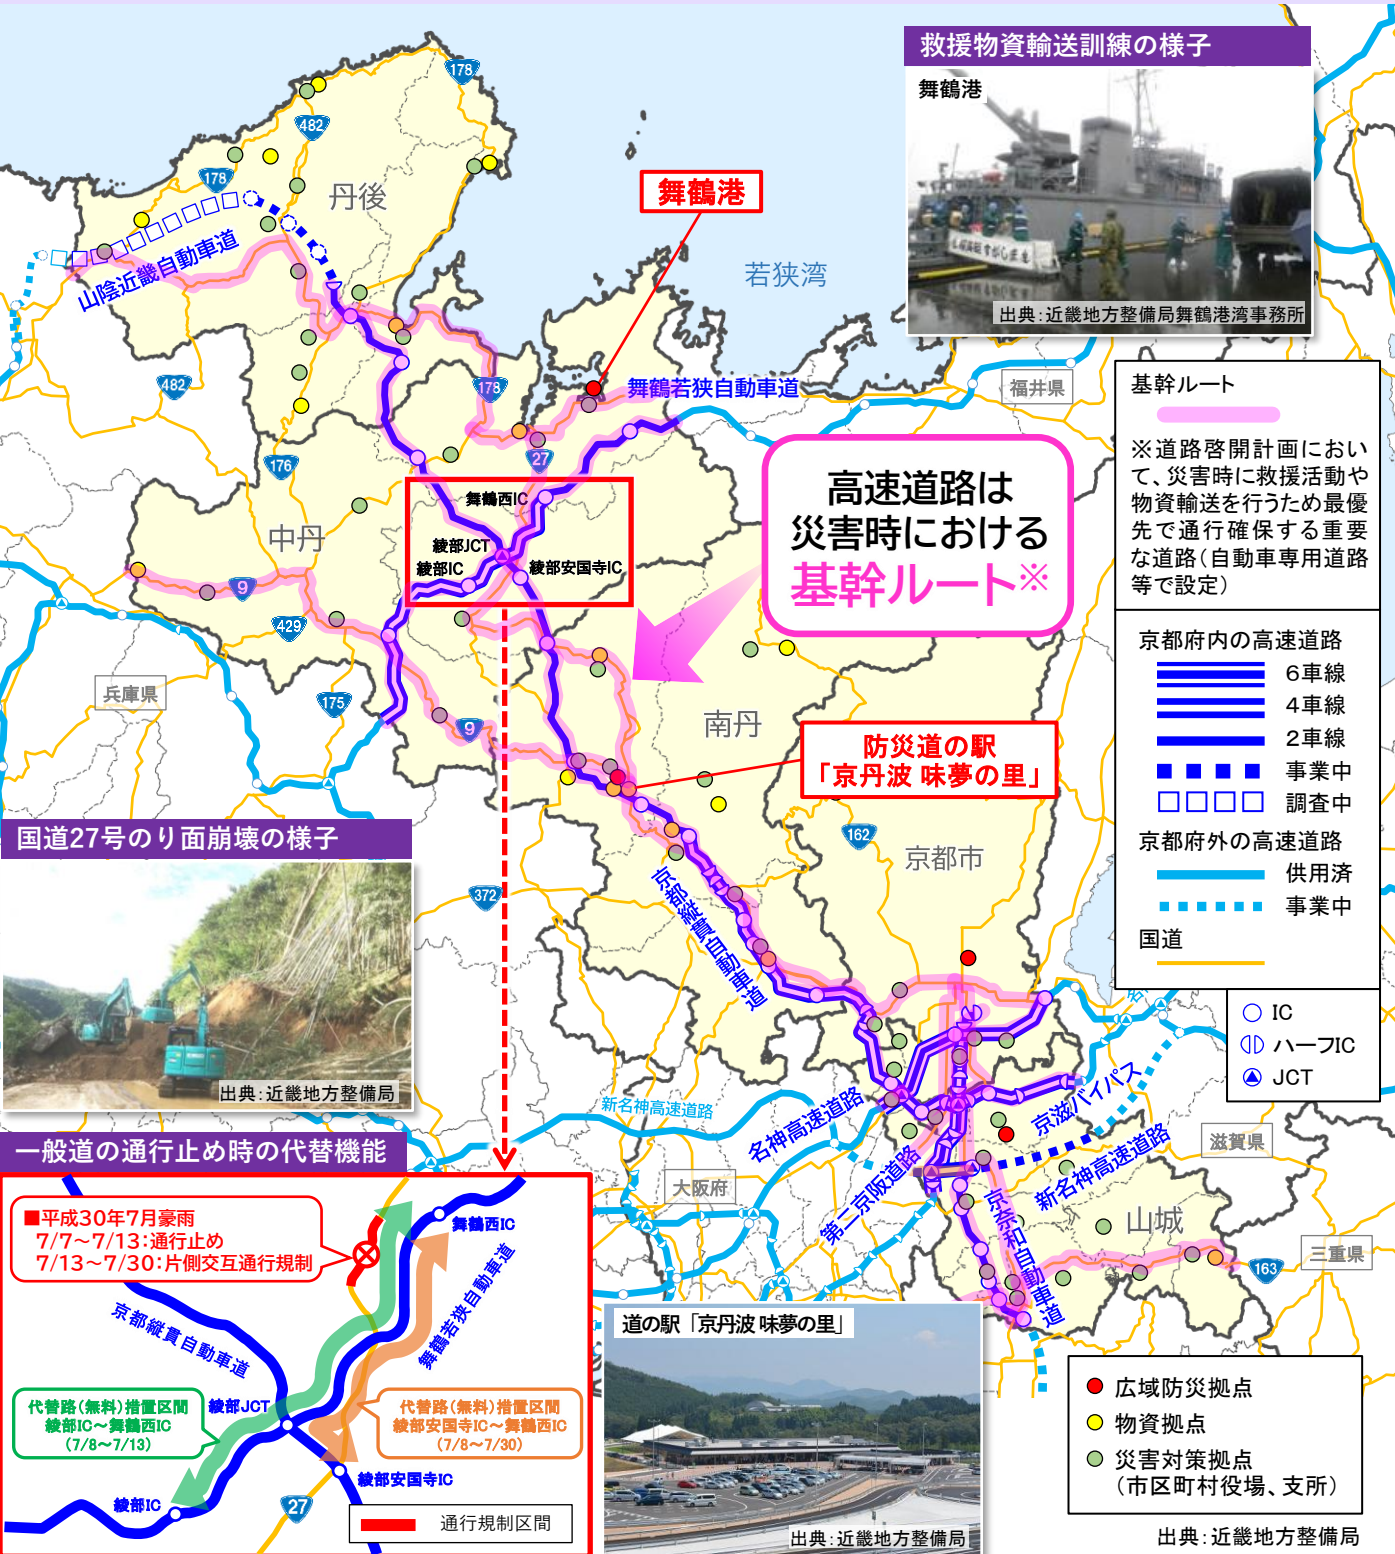 救援物資輸送訓練の様子
舞鶴港
出典：近畿地方整備局舞鶴港湾事務所
178
482
178
丹後
山陰近畿自動車道
舞鶴港
若狭湾
482
178
舞鶴若狭自動車道
福井県
176
27
舞鶴西IC
中丹
綾部JCT
綾部IC
綾部安国寺IC
高速道路は
災害時における
基幹ルート※
9
429
兵庫県
175
9
南丹
防災道の駅
「京丹波 味夢の里」
162
京都市
372
京都縦貫自動車道
基幹ルート
※道路啓開計画におい
て、災害時に救援活動や
物資輸送を行うため最優
先で通行確保する重要
な道路（自動車専用道路
等で設定）
京都府内の高速道路
6車線
4車線
2車線
事業中
調査中
京都府外の高速道路
供用済
事業中
国道
IC
ハーフIC
JCT
国道27号のり面崩壊の様子
出典：近畿地方整備局
新名神高速道路
名神高速道路
京滋バイパス
滋賀県
大阪府
第二京阪道路
新名神高速道路
京奈和自動車道
山城
163
三重県
一般道の通行止め時の代替機能
■平成30年7月豪雨
7/7～7/13：通行止め
7/13～7/30：片側交互通行規制
舞鶴西IC
京都縦貫自動車道
舞鶴若狭自動車道
代替路（無料）措置区間
綾部IC～舞鶴西IC
（7/8～7/13）
綾部JCT
代替路（無料）措置区間
綾部安国寺IC～舞鶴西IC
（7/8～7/30）
綾部安国寺IC
綾部IC
27
通行規制区間
道の駅「京丹波 味夢の里」
出典：近畿地方整備局
広域防災拠点
物資拠点
災害対策拠点
（市区町村役場、支所）
出典：近畿地方整備局